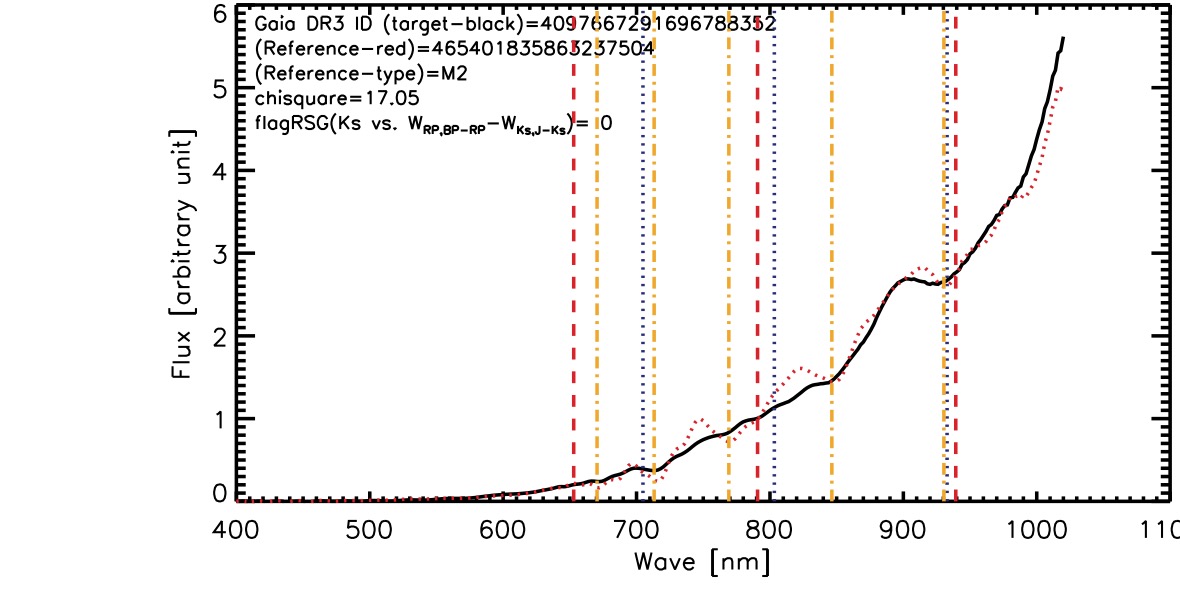 Gaia DR3 ID (target-black)=4097667291696788352
(Reference-red)=4654018358632​37504
(Reference-type)=M2
chisquare=17.05
flagRSG(Ks vs. WRP,BP-RP-WKs,J-Ks)= 0
6
5
4
3
2
1
0
Flux [arbitrary unit]
400 500 600 700 800 900 1000 110
Wave [nm]